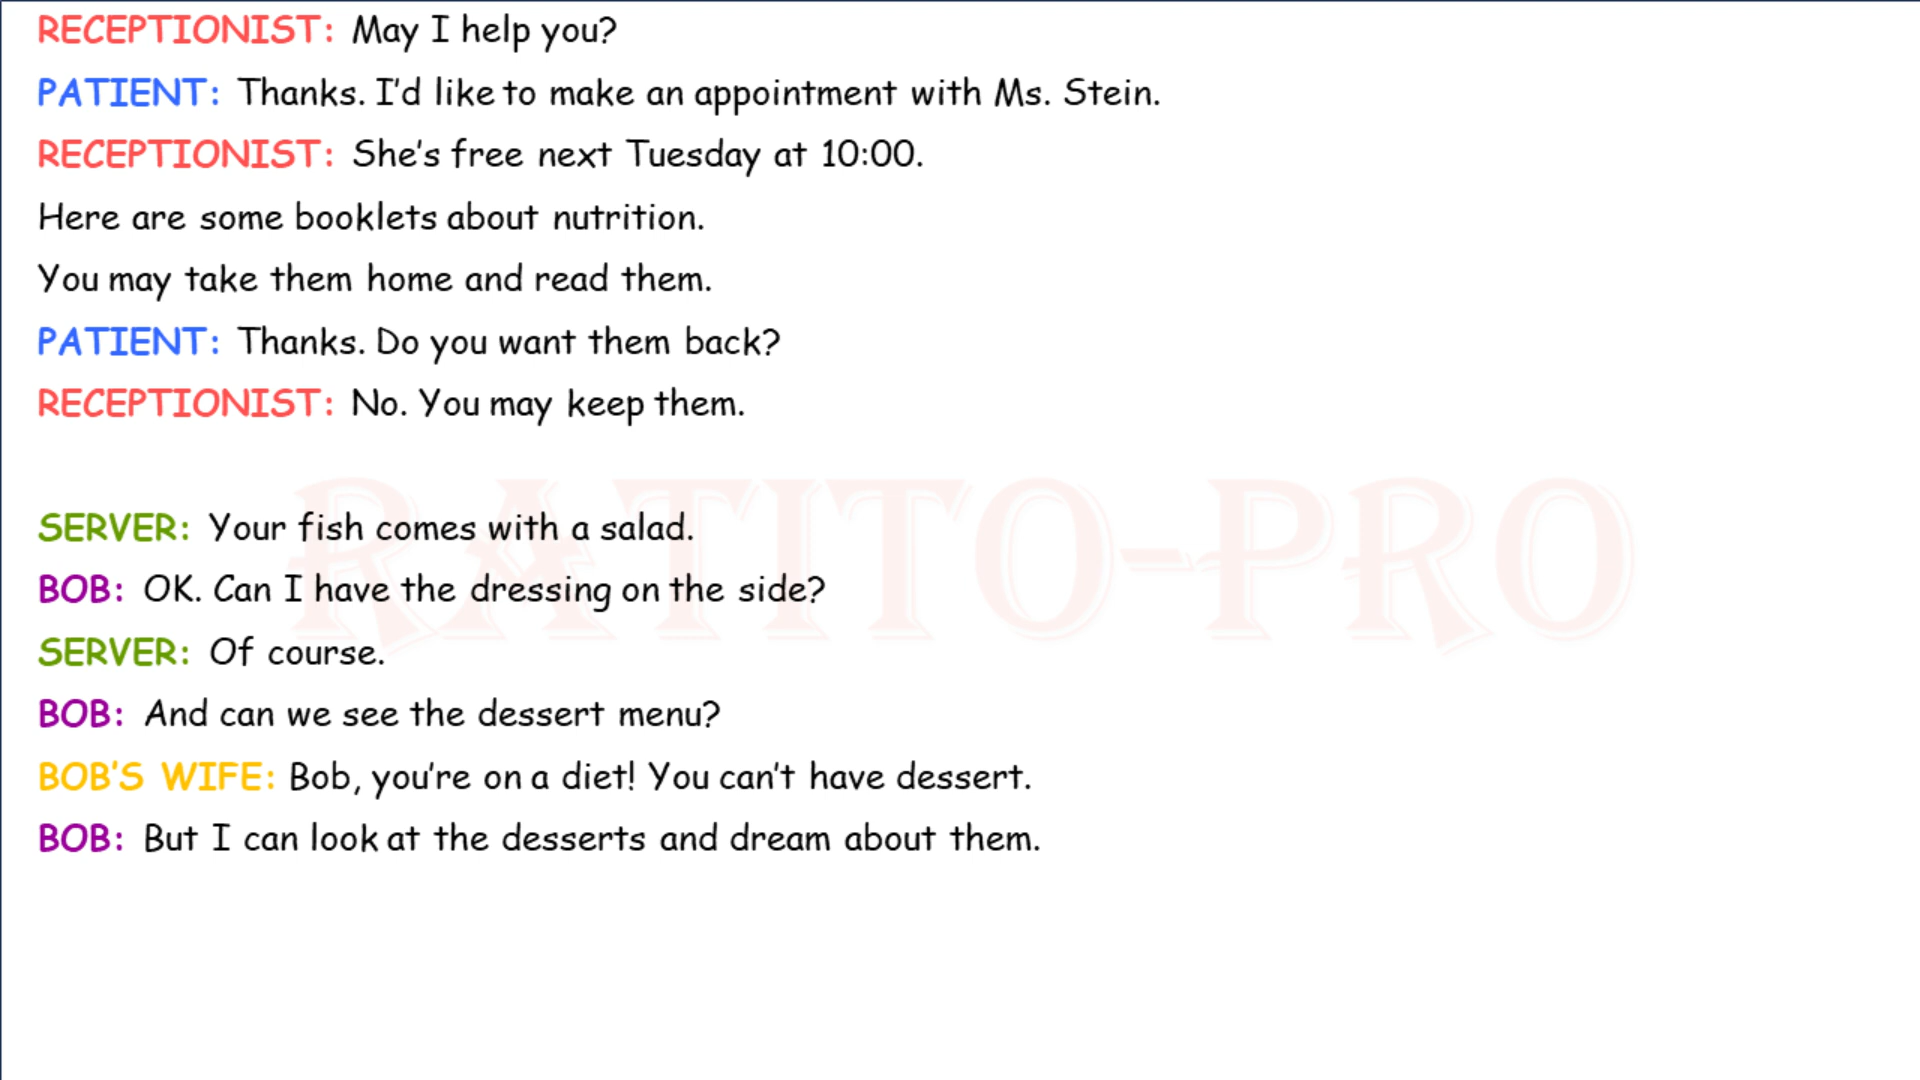 RECEPTIONIST: May I help you?
PATIENT: Thanks. I'd like to make an appointment with Ms. Stein.
RECEPTIONIST: She's free next Tuesday at 10:00.
Here are some booklets about nutrition.
You may take them home and read them.
PATIENT: Thanks. Do you want them back?
RECEPTIONIST: No. You may keep them.
RATITO-PRO
SERVER: Your fish comes with a salad.
BOB: OK. Can I have the dressing on the side?
SERVER: Of course.
BOB: And can we see the dessert menu?
BOB'S WIFE: Bob, you're on a diet! You can't have dessert.
BOB: But I can look at the desserts and dream about them.